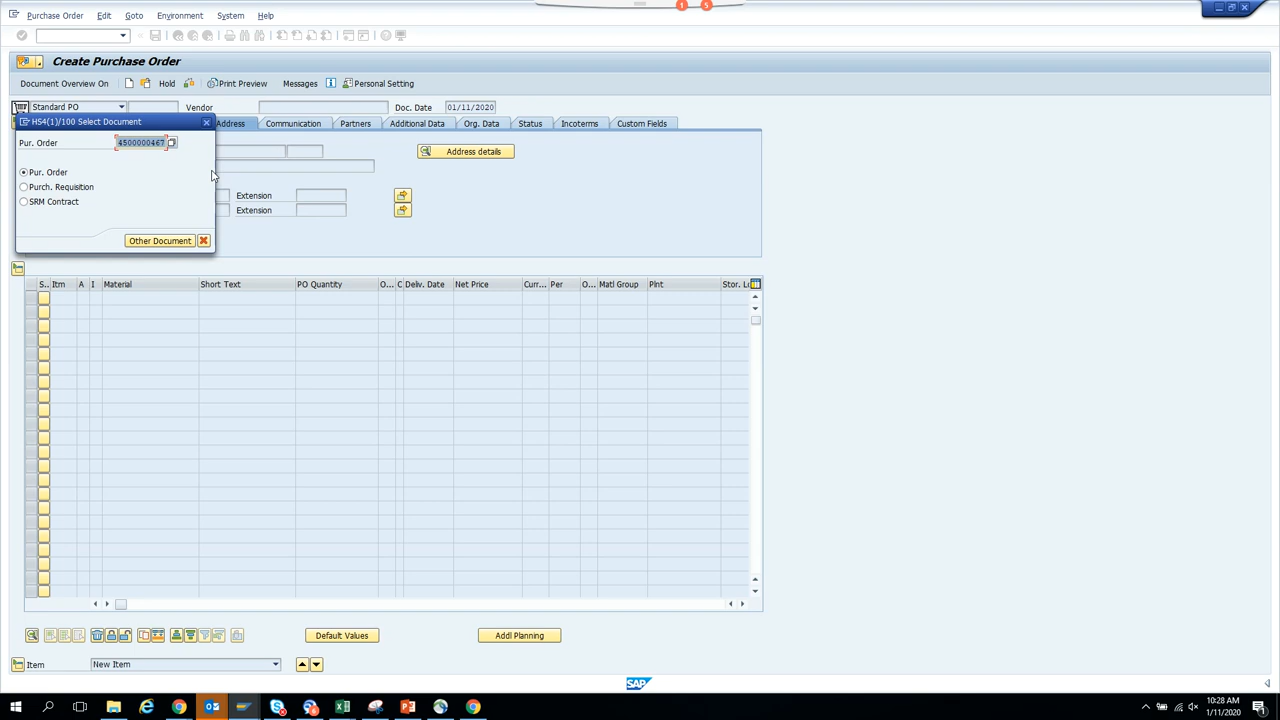 1 5
Purchase Order Edit Goto Environment System Help
Create Purchase Order
Document Overview On Hold Print Preview Messages Personal Setting
Standard PO Vendor Doc. Date 01/11/2020
HS4(1)/100 Select Document
Address Communication Partners Additional Data Org. Data Status Incoterms Custom Fields
Pur. Order 4500000467
Address details
Pur. Order
Purch. Requisition
Extension
SRM Contract
Extension
Other Document
S.. Itm A I Material Short Text PO Quantity O... C Deliv. Date Net Price Curr... Per O... Matl Group Plnt Stor. L
Default Values Addl Planning
Item New Item
SAP
10:28 AM
1/11/2020
1